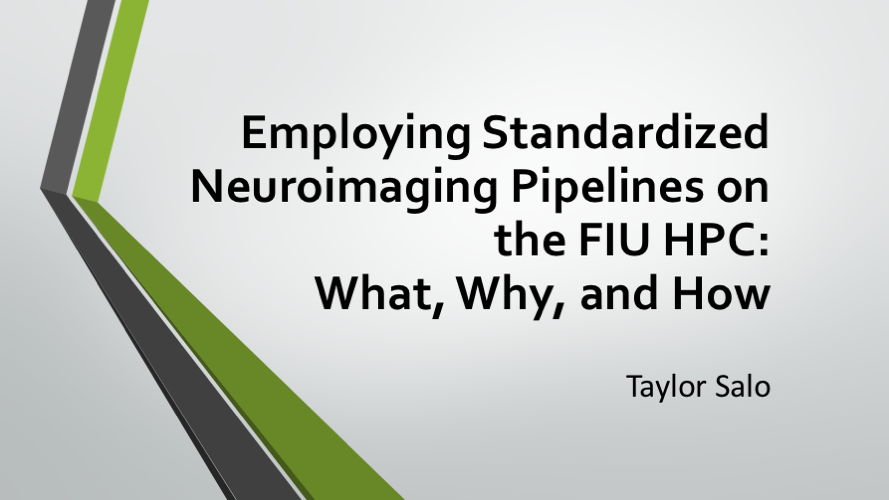 Employing Standardized
Neuroimaging Pipelines on
the FIU HPC:
What, Why, and How
Taylor Salo